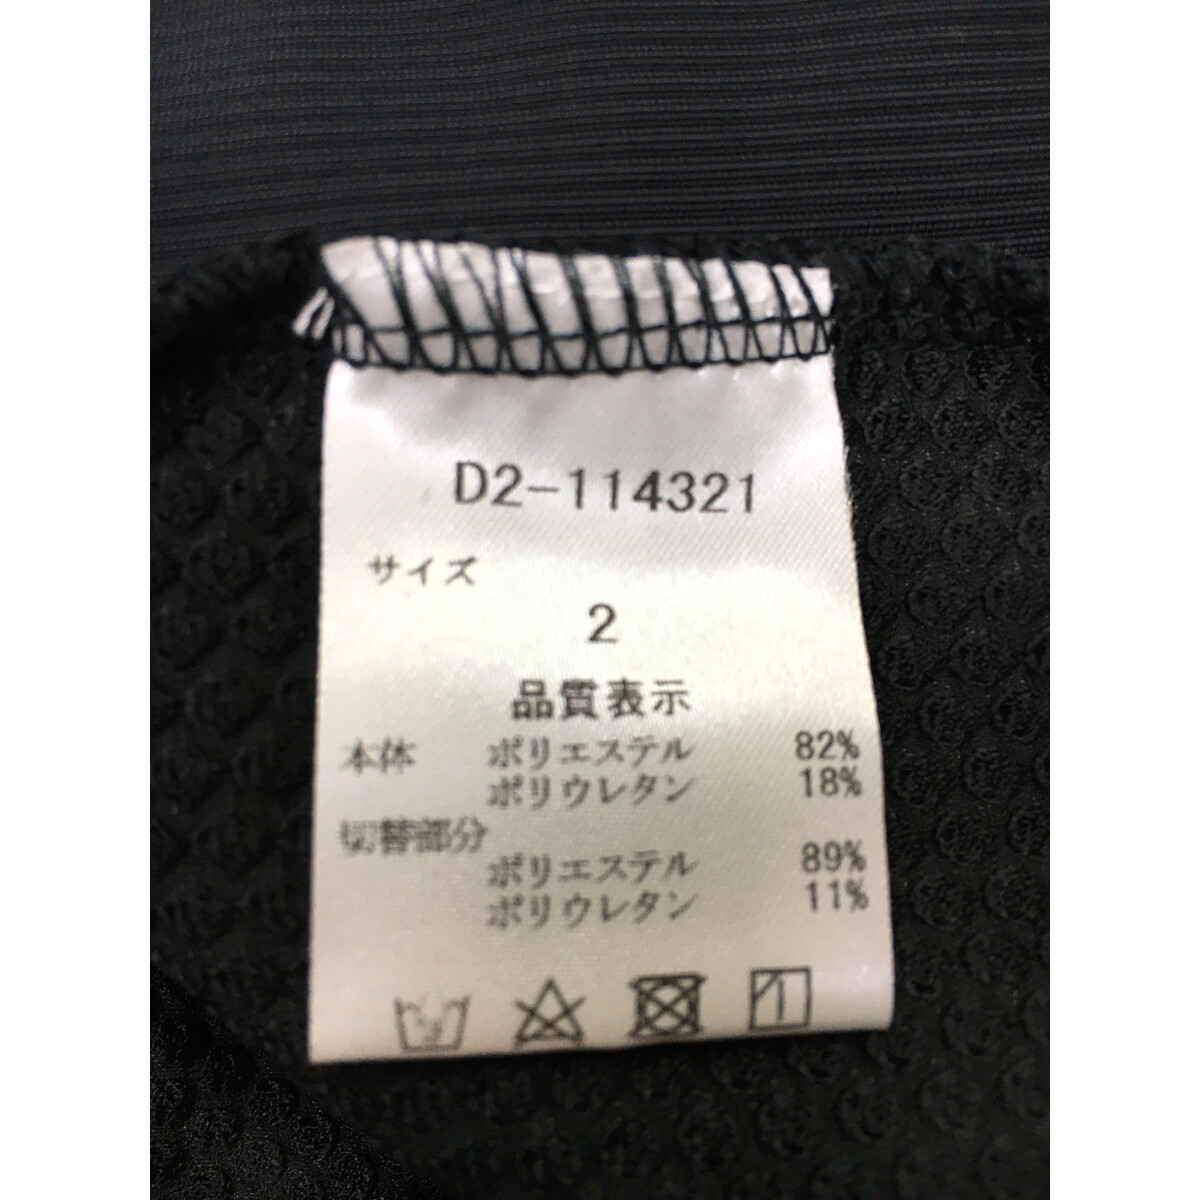 D2-114321
サイズ
2
品質表示
本体 ポリエステル 82%
ポリウレタン 18%
切替部分
ポリエステル 89%
ポリウレタン 11%